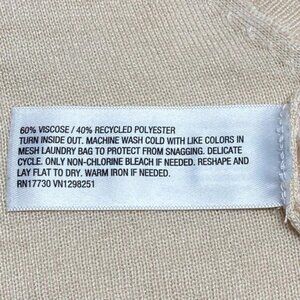 60% VISCOSE / 40% RECYCLED POLYESTER
TURN INSIDE OUT. MACHINE WASH COLD WITH LIKE COLORS IN
MESH LAUNDRY BAG TO PROTECT FROM SNAGGING. DELICATE
CYCLE. ONLY NON-CHLORINE BLEACH IF NEEDED. RESHAPE AND
LAY FLAT TO DRY. WARM IRON IF NEEDED.
RN17730 VN1298251